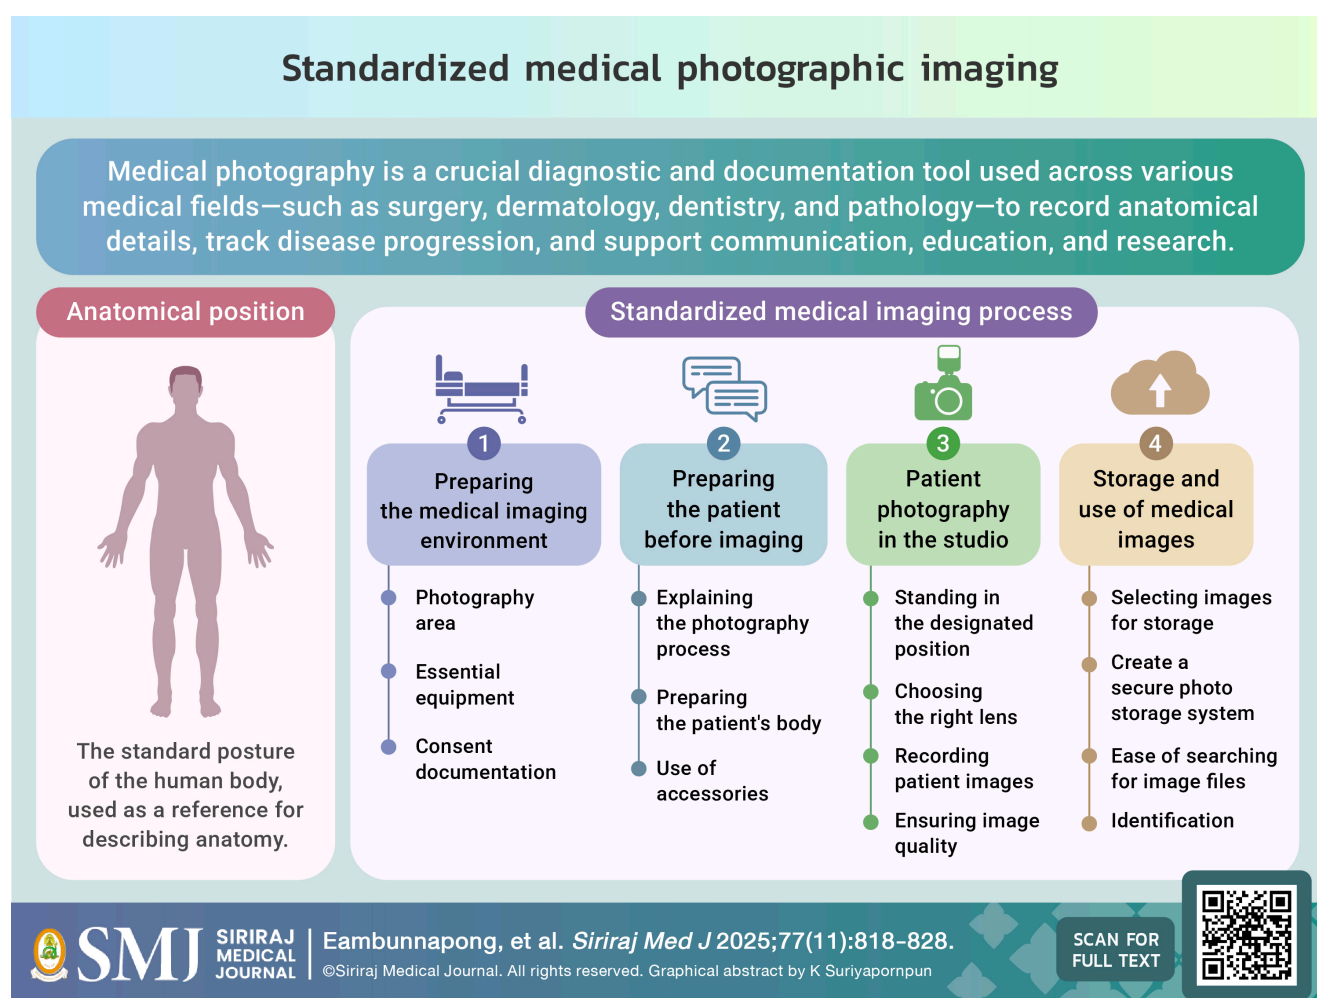 Standardized medical photographic imaging
Medical photography is a crucial diagnostic and documentation tool used across various
medical fields—such as surgery, dermatology, dentistry, and pathology—to record anatomical
details, track disease progression, and support communication, education, and research.
Anatomical position
The standard posture
of the human body,
used as a reference for
describing anatomy.
Standardized medical imaging process
1
Preparing
the medical imaging
environment
Photography
area
Essential
equipment
Consent
documentation
2
Preparing
the patient
before imaging
Explaining
the photography
process
Preparing
the patient's body
Use of
accessories
3
Patient
photography
in the studio
Standing in
the designated
position
Choosing
the right lens
Recording
patient images
Ensuring image
quality
4
Storage and
use of medical
images
Selecting images
for storage
Create a
secure photo
storage system
Ease of searching
for image files
Identification
SMJ
SIRIRAJ
MEDICAL
JOURNAL
Eambunnapong, et al. Siriraj Med J 2025;77(11):818-828.
©Siriraj Medical Journal. All rights reserved. Graphical abstract by K Suriyapornpun
SCAN FOR
FULL TEXT